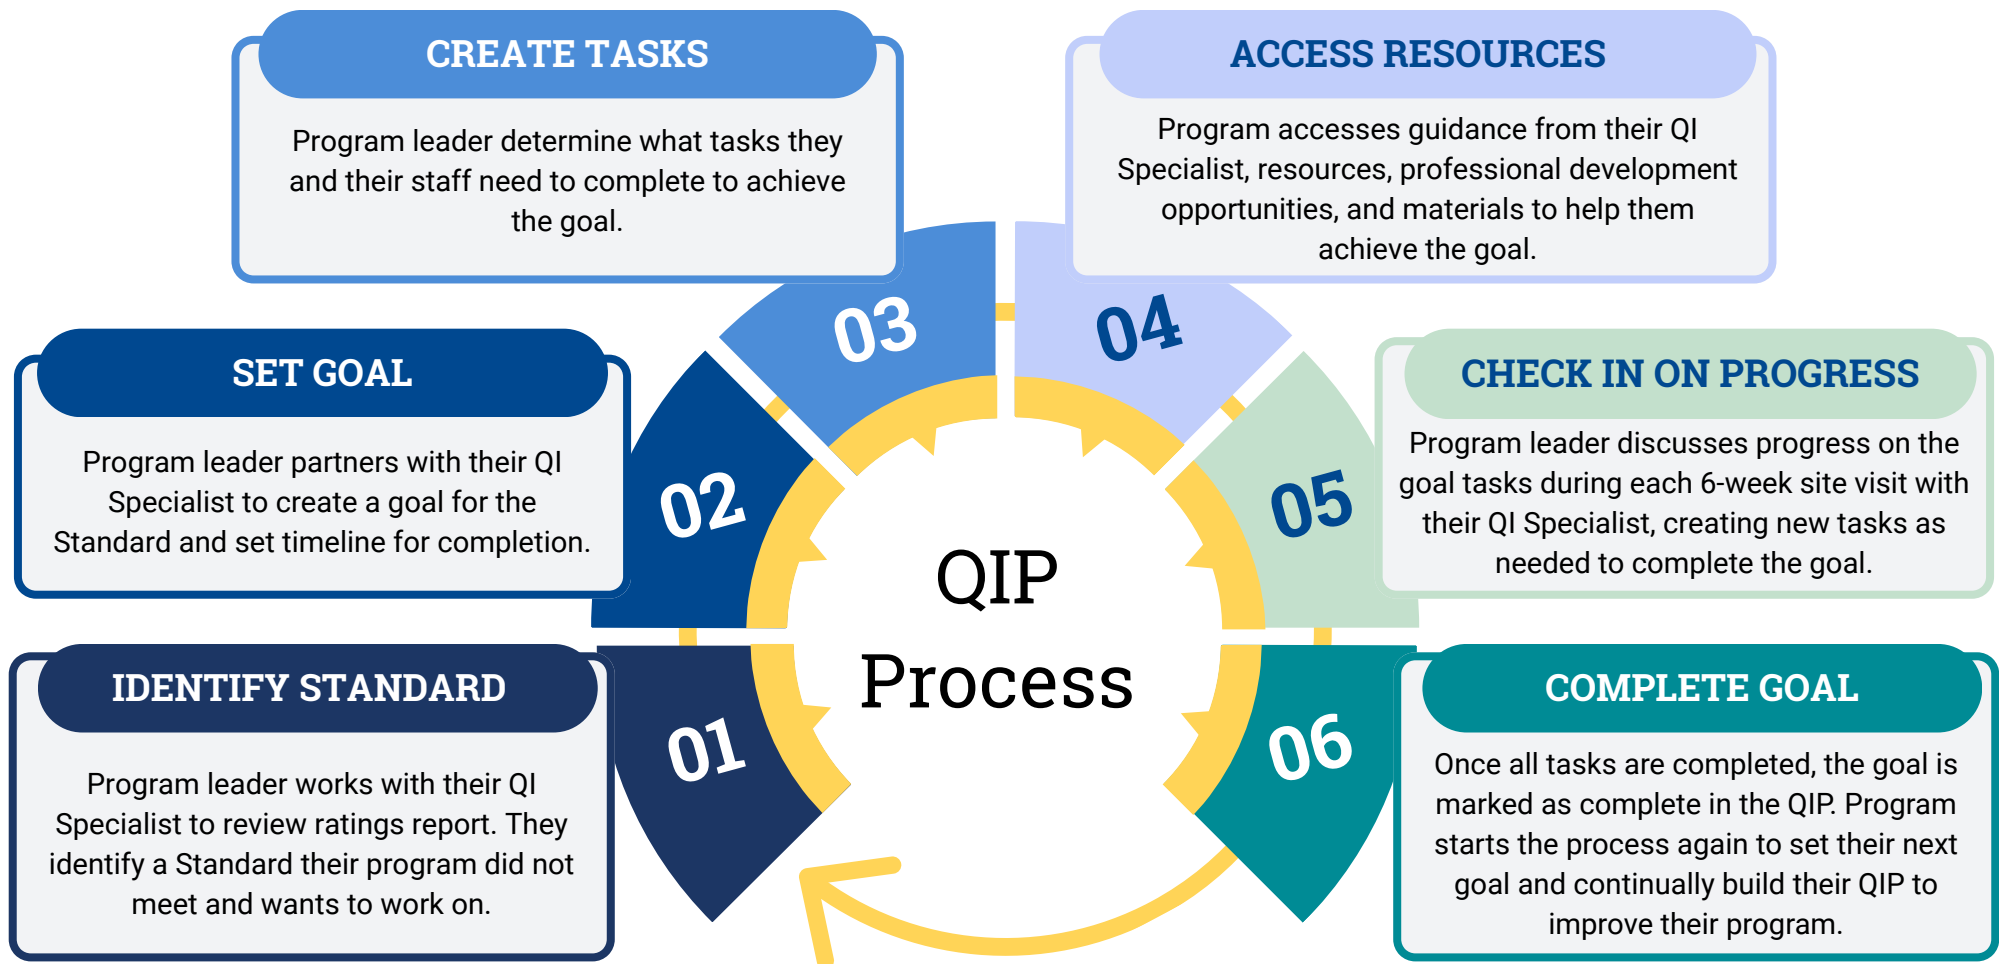 IDENTIFY STANDARD
Program leader works with their QI
Specialist to review ratings report. They
identify a Standard their program did not
meet and wants to work on.
01
SET GOAL
Program leader partners with their QI
Specialist to create a goal for the
Standard and set timeline for completion.
02
CREATE TASKS
Program leader determine what tasks they
and their staff need to complete to achieve
the goal.
03
ACCESS RESOURCES
Program accesses guidance from their QI
Specialist, resources, professional development
opportunities, and materials to help them
achieve the goal.
04
CHECK IN ON PROGRESS
Program leader discusses progress on the
goal tasks during each 6-week site visit with
their QI Specialist, creating new tasks as
needed to complete the goal.
05
COMPLETE GOAL
Once all tasks are completed, the goal is
marked as complete in the QIP. Program
starts the process again to set their next
goal and continually build their QIP to
improve their program.
06
QIP
Process